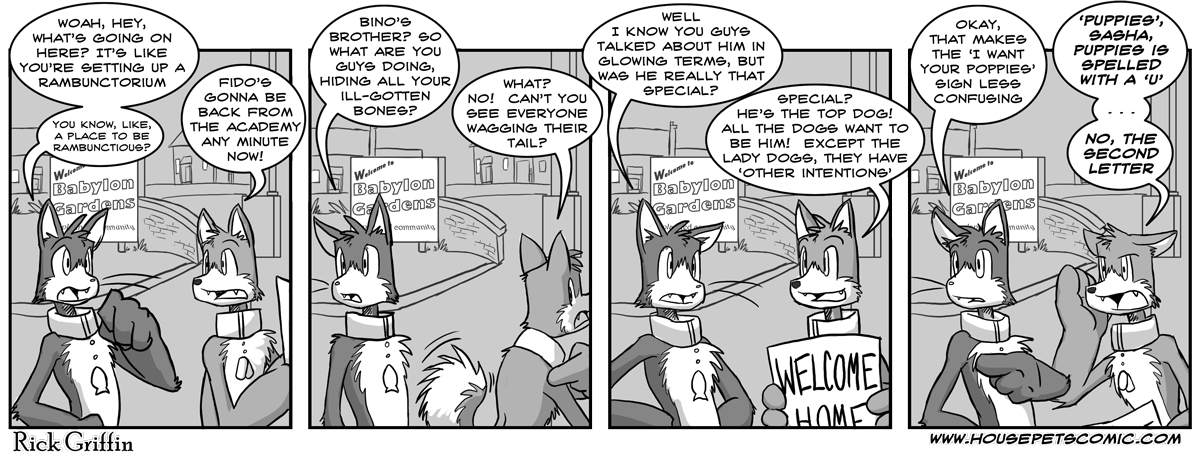 WOAH, HEY,
WHAT'S GOING ON
HERE? IT'S LIKE
YOU'RE SETTING UP A
RAMBUNCTORIUM
YOU KNOW, LIKE,
A PLACE TO BE
RAMBUNCTIOUS?
FIDO'S
GONNA BE
BACK FROM
THE ACADEMY
ANY MINUTE
NOW!
Welcome to
Babylon
Gardens
BINO'S
BROTHER? SO
WHAT ARE YOU
GUYS DOING,
HIDING ALL YOUR
ILL-GOTTEN
BONES?
WHAT?
NO! CAN'T YOU
SEE EVERYONE
WAGGING THEIR
TAIL?
Welcome to
Babylon
Gardens
community
WELL
I KNOW YOU GUYS
TALKED ABOUT HIM IN
GLOWING TERMS, BUT
WAS HE REALLY THAT
SPECIAL?
SPECIAL?
HE'S THE TOP DOG!
ALL THE DOGS WANT TO
BE HIM! EXCEPT THE
LADY DOGS, THEY HAVE
'OTHER INTENTIONS'
Welcome to
Babylon
Gardens
community
WELCOME
HOME
OKAY,
THAT MAKES
THE 'I WANT
YOUR POPPIES'
SIGN LESS
CONFUSING
'PUPPIES',
SASHA,
PUPPIES IS
SPELLED
WITH A 'U'
. . . .
NO, THE
SECOND
LETTER
Welcome to
Babylon
Gardens
community
Rick Griffin
WWW.HOUSEPETSCOMIC.COM